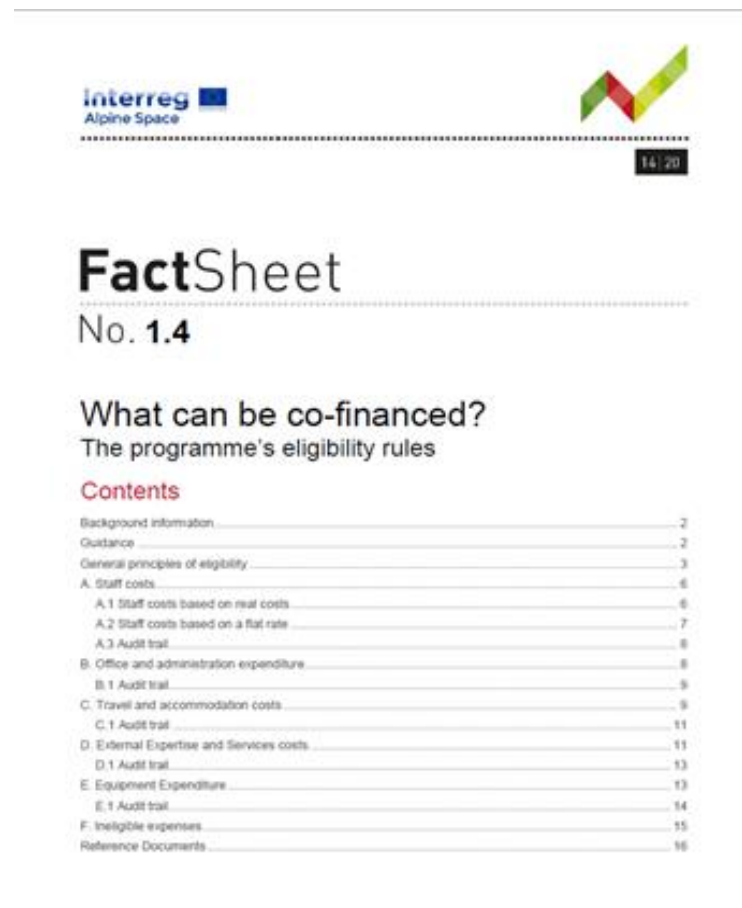 Interreg
Alpine Space
14|20
FactSheet
No. 1.4
What can be co-financed?
The programme's eligibility rules
Contents
Background information 2
Guidance 2
General principles of eligibility 3
A. Staff costs 6
A.1 Staff costs based on real costs 6
A.2 Staff costs based on a flat rate 7
A.3 Audit trail 8
B. Office and administration expenditure 8
B.1 Audit trail 9
C. Travel and accommodation costs 9
C.1 Audit trail 11
D. External Expertise and Services costs 11
D.1 Audit trail 13
E. Equipment Expenditure 13
E.1 Audit trail 14
F. Ineligible expenses 15
Reference Documents 16